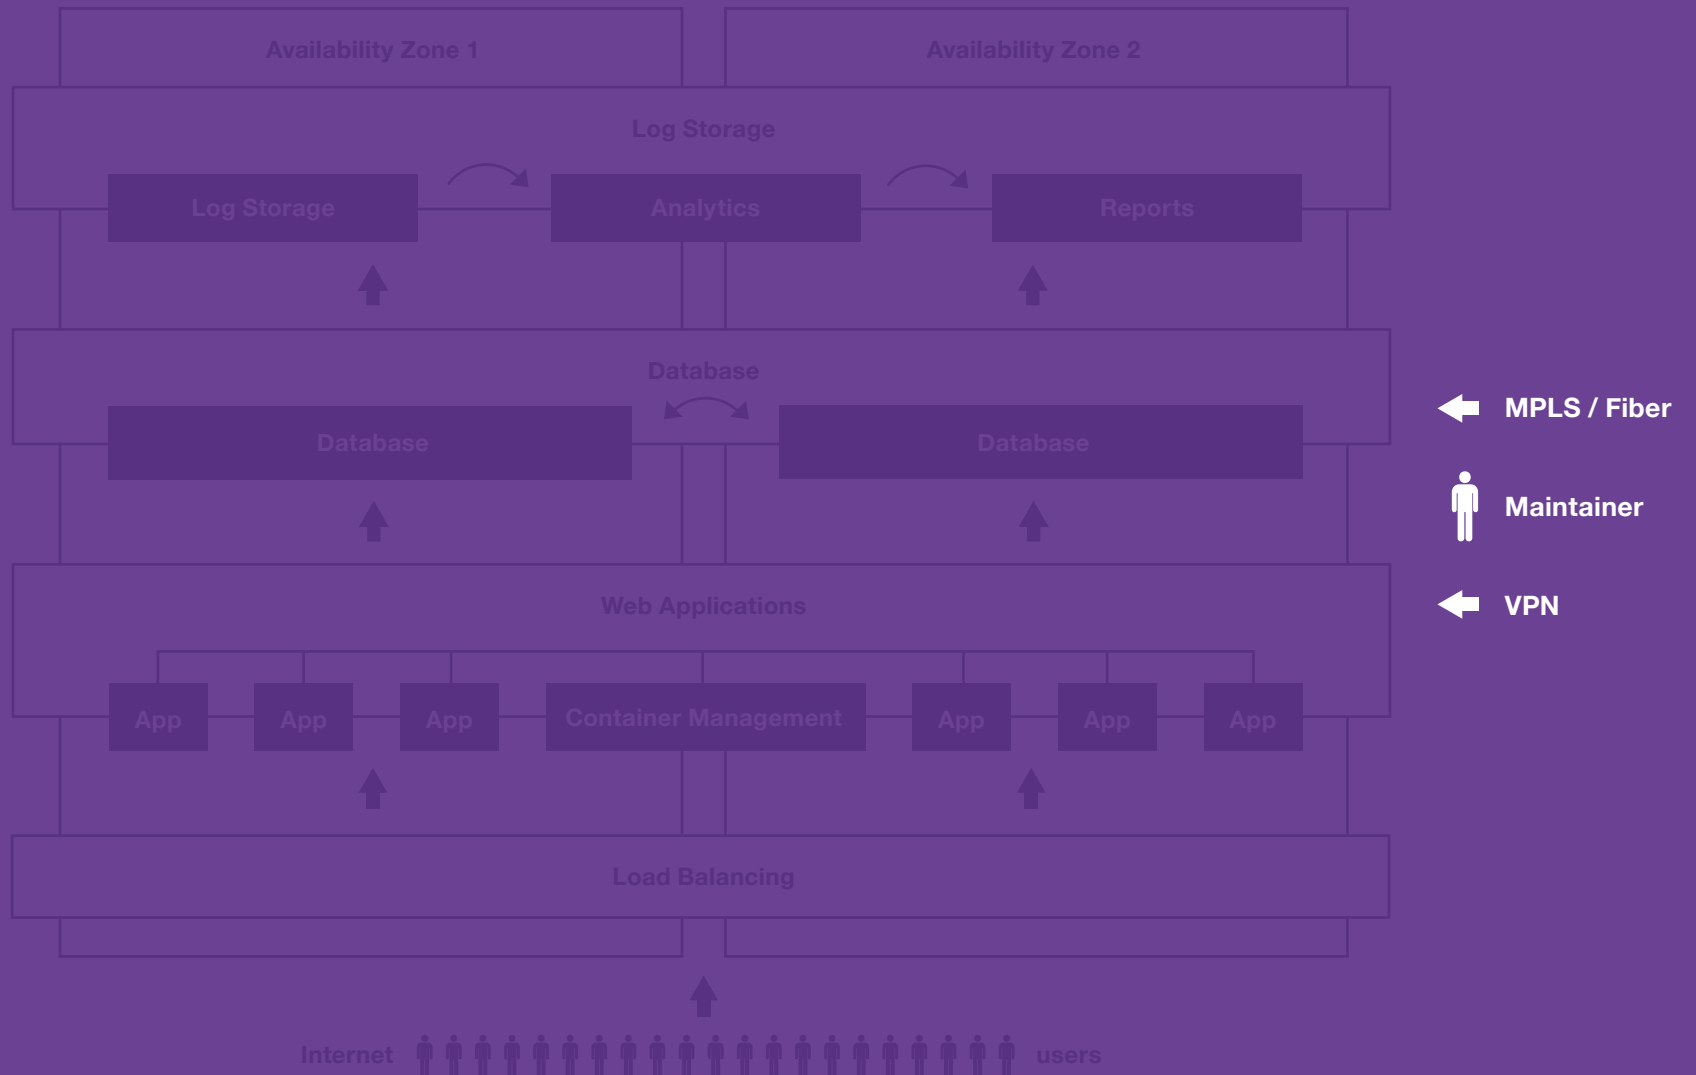 Availability Zone 1
Availability Zone 2
Log Storage
Log Storage
Analytics
Reports
Database
MPLS / Fiber
Database
Database
Maintainer
Web Applications
VPN
App
App
App
Container Management
App
App
App
Load Balancing
Internet
users